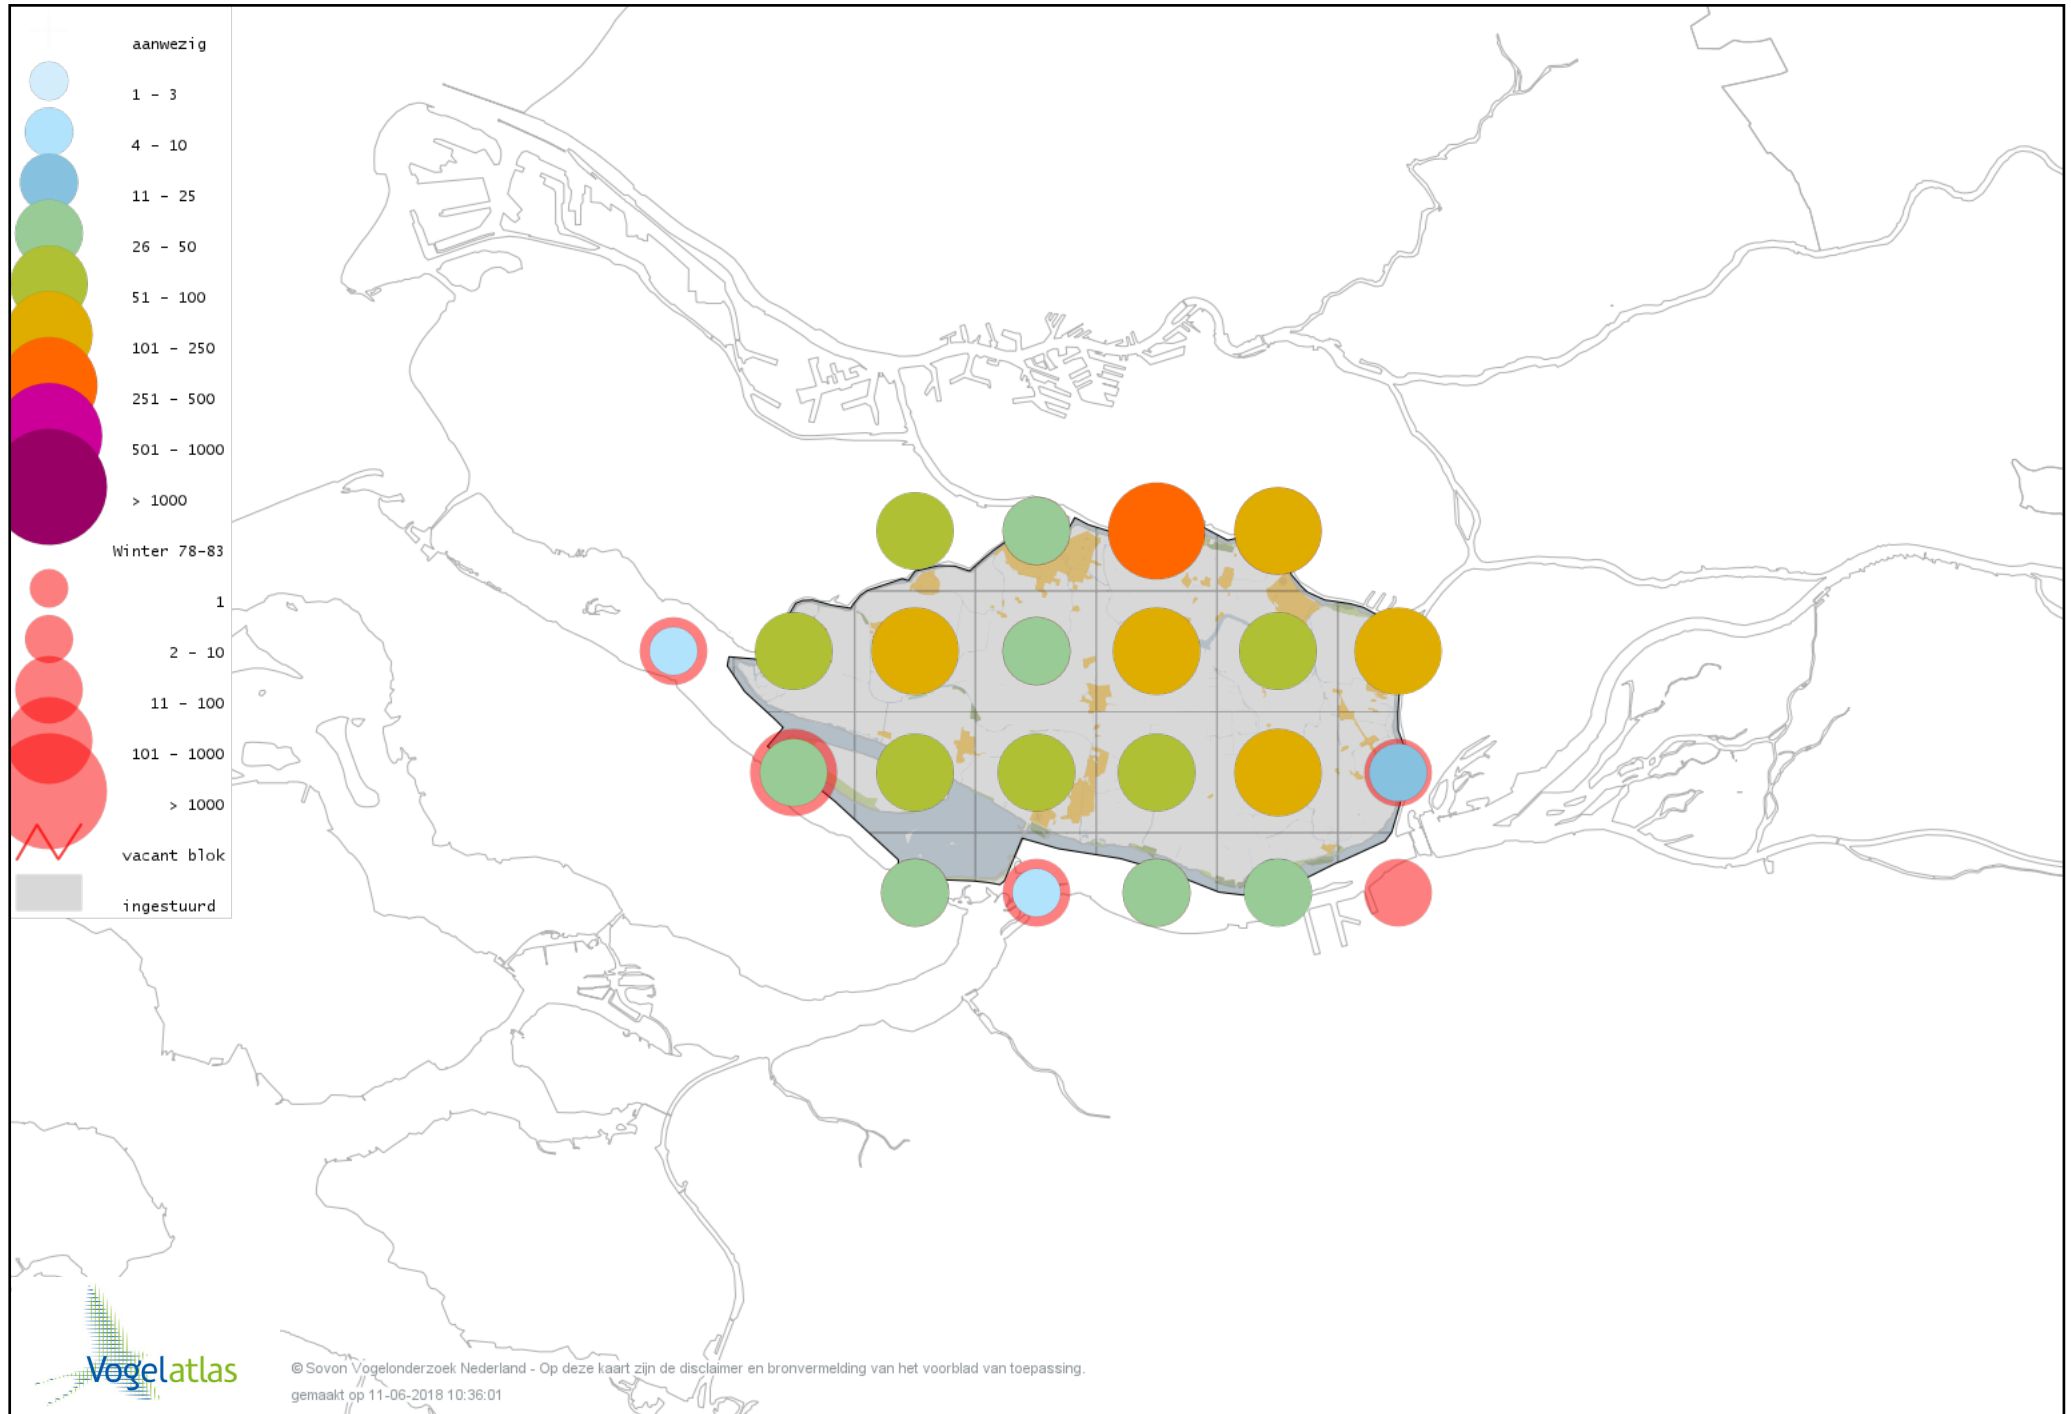 aanwezig
1 – 3
4 – 10
11 – 25
26 – 50
51 – 100
101 – 250
251 – 500
501 – 1000
> 1000
Winter 78-83
1
2 – 10
11 – 100
101 – 1000
> 1000
vacant blok
ingestuurd
Vogelatlas
© Sovon Vogelonderzoek Nederland - Op deze kaart zijn de disclaimer en bronvermelding van het voorblad van toepassing.
gemaakt op 11-06-2018 10:36:01